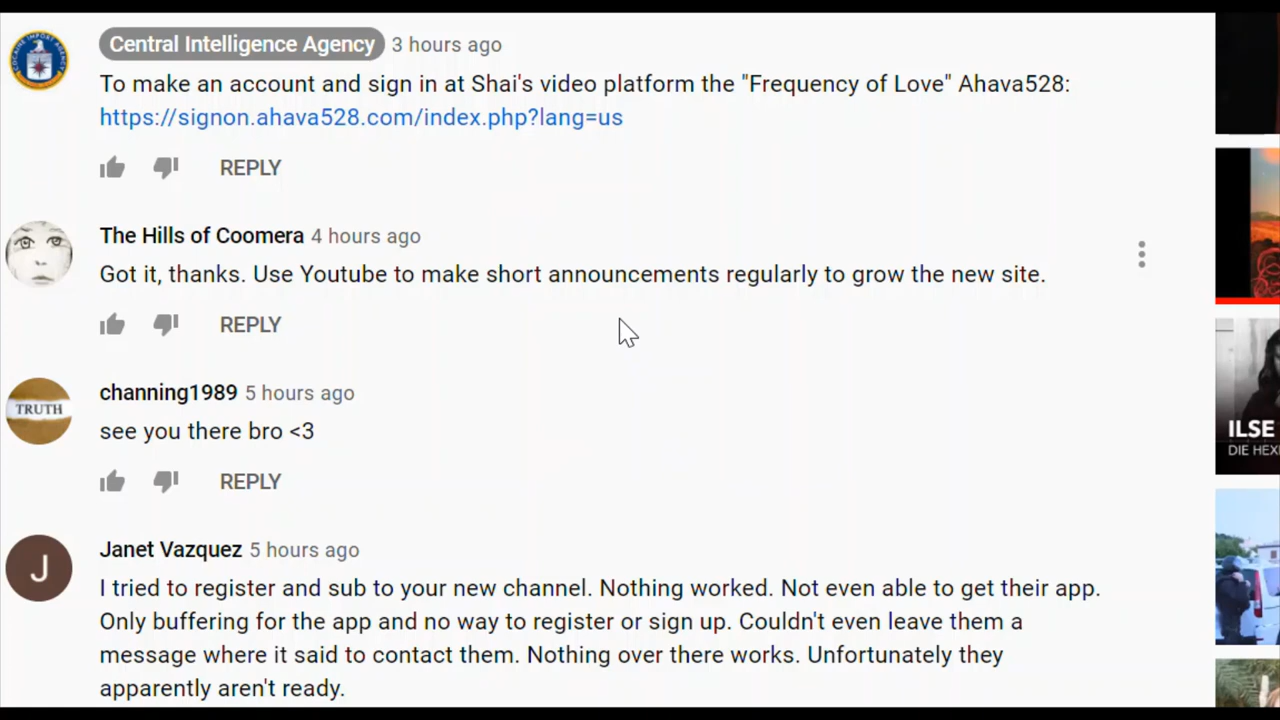 Central Intelligence Agency 3 hours ago
To make an account and sign in at Shai's video platform the "Frequency of Love" Ahava528:
https://signon.ahava528.com/index.php?lang=us
REPLY
The Hills of Coomera 4 hours ago
Got it, thanks. Use Youtube to make short announcements regularly to grow the new site.
REPLY
channing1989 5 hours ago
TRUTH
see you there bro <3
REPLY
Janet Vazquez 5 hours ago
J
I tried to register and sub to your new channel. Nothing worked. Not even able to get their app.
Only buffering for the app and no way to register or sign up. Couldn't even leave them a
message where it said to contact them. Nothing over there works. Unfortunately they
apparently aren't ready.
ILSE
DIE HEX